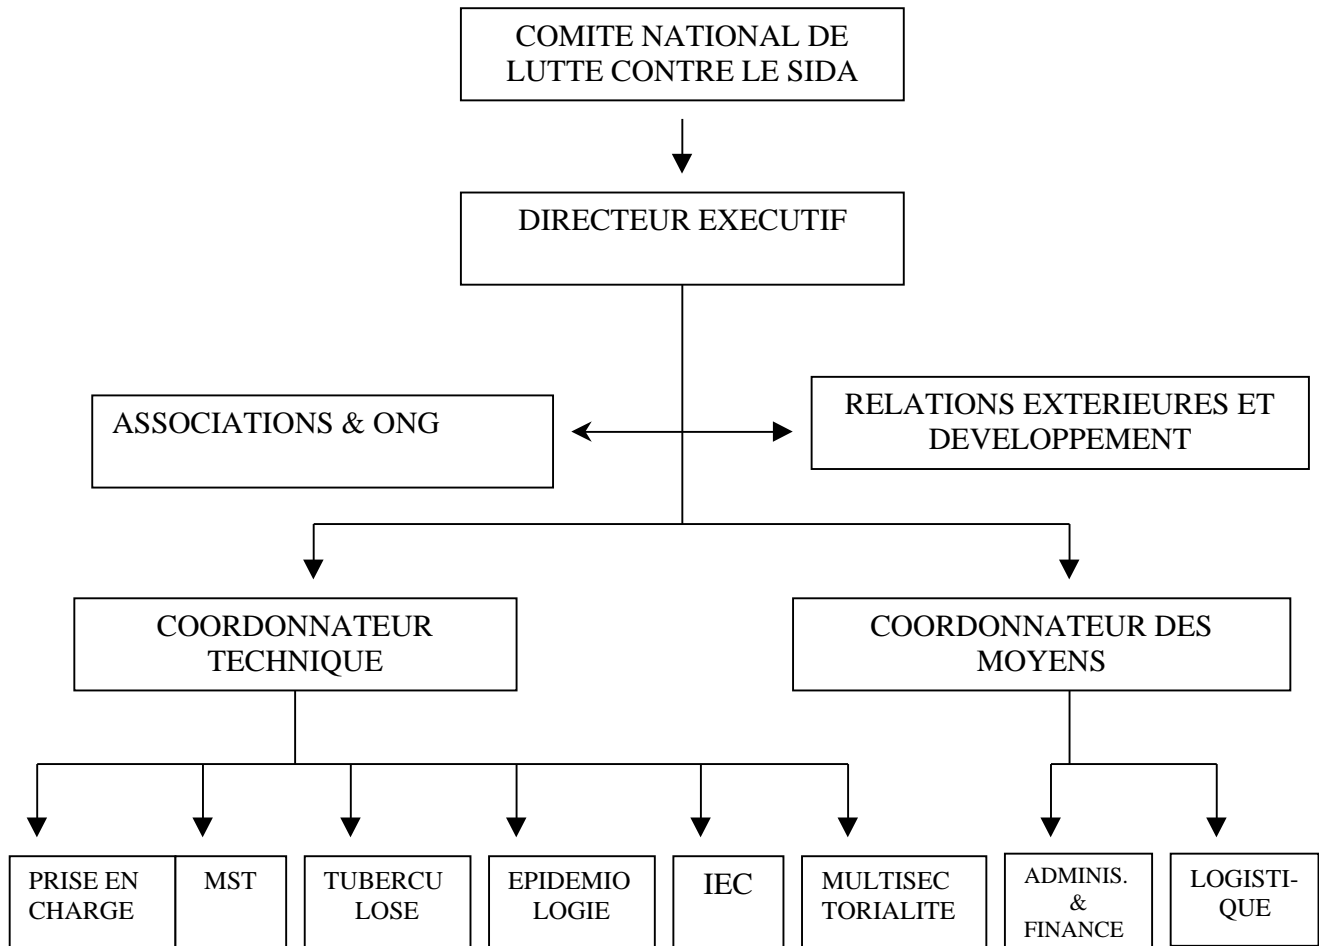 COMITE NATIONAL DE
LUTTE CONTRE LE SIDA
DIRECTEUR EXECUTIF
ASSOCIATIONS & ONG
RELATIONS EXTERIEURES ET
DEVELOPPEMENT
COORDONNATEUR
TECHNIQUE
COORDONNATEUR DES
MOYENS
PRISE EN
CHARGE
MST
TUBERCU
LOSE
EPIDEMIO
LOGIE
IEC
MULTISEC
TORIALITE
ADMINIS.
&
FINANCE
LOGISTI-
QUE